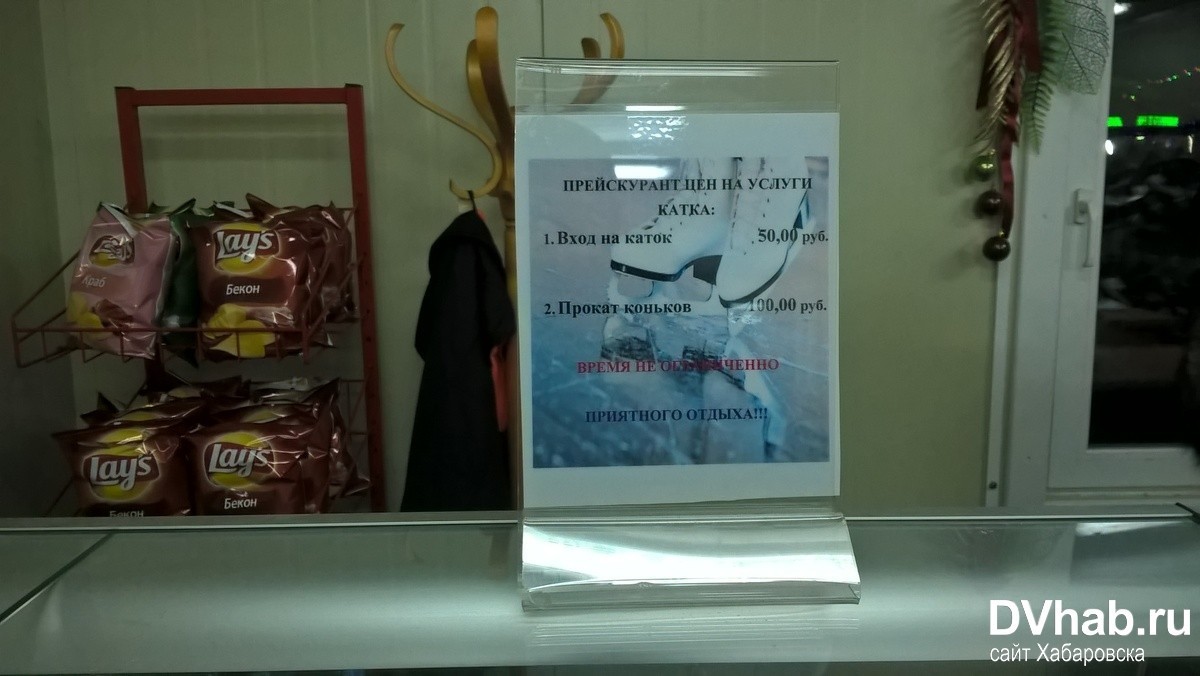 ПРЕЙСКУРАНТ ЦЕН НА УСЛУГИ
КАТКА:
1. Вход на каток 50,00 руб.
2. Прокат коньков 100,00 руб.
ВРЕМЯ НЕ ОГРАНИЧЕННО
ПРИЯТНОГО ОТДЫХА!!!
Краб
Lay's
Бекон
Lay's
Бекон
Lay's
Бекон
DVhab.ru
сайт Хабаровска